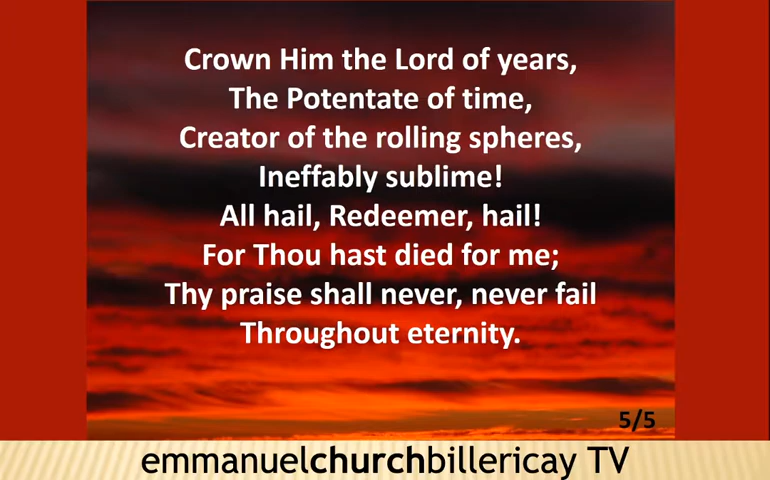 Crown Him the Lord of years,
The Potentate of time,
Creator of the rolling spheres,
Ineffably sublime!
All hail, Redeemer, hail!
For Thou hast died for me;
Thy praise shall never, never fail
Throughout eternity.
5/5
emmanuelchurchbillericay TV